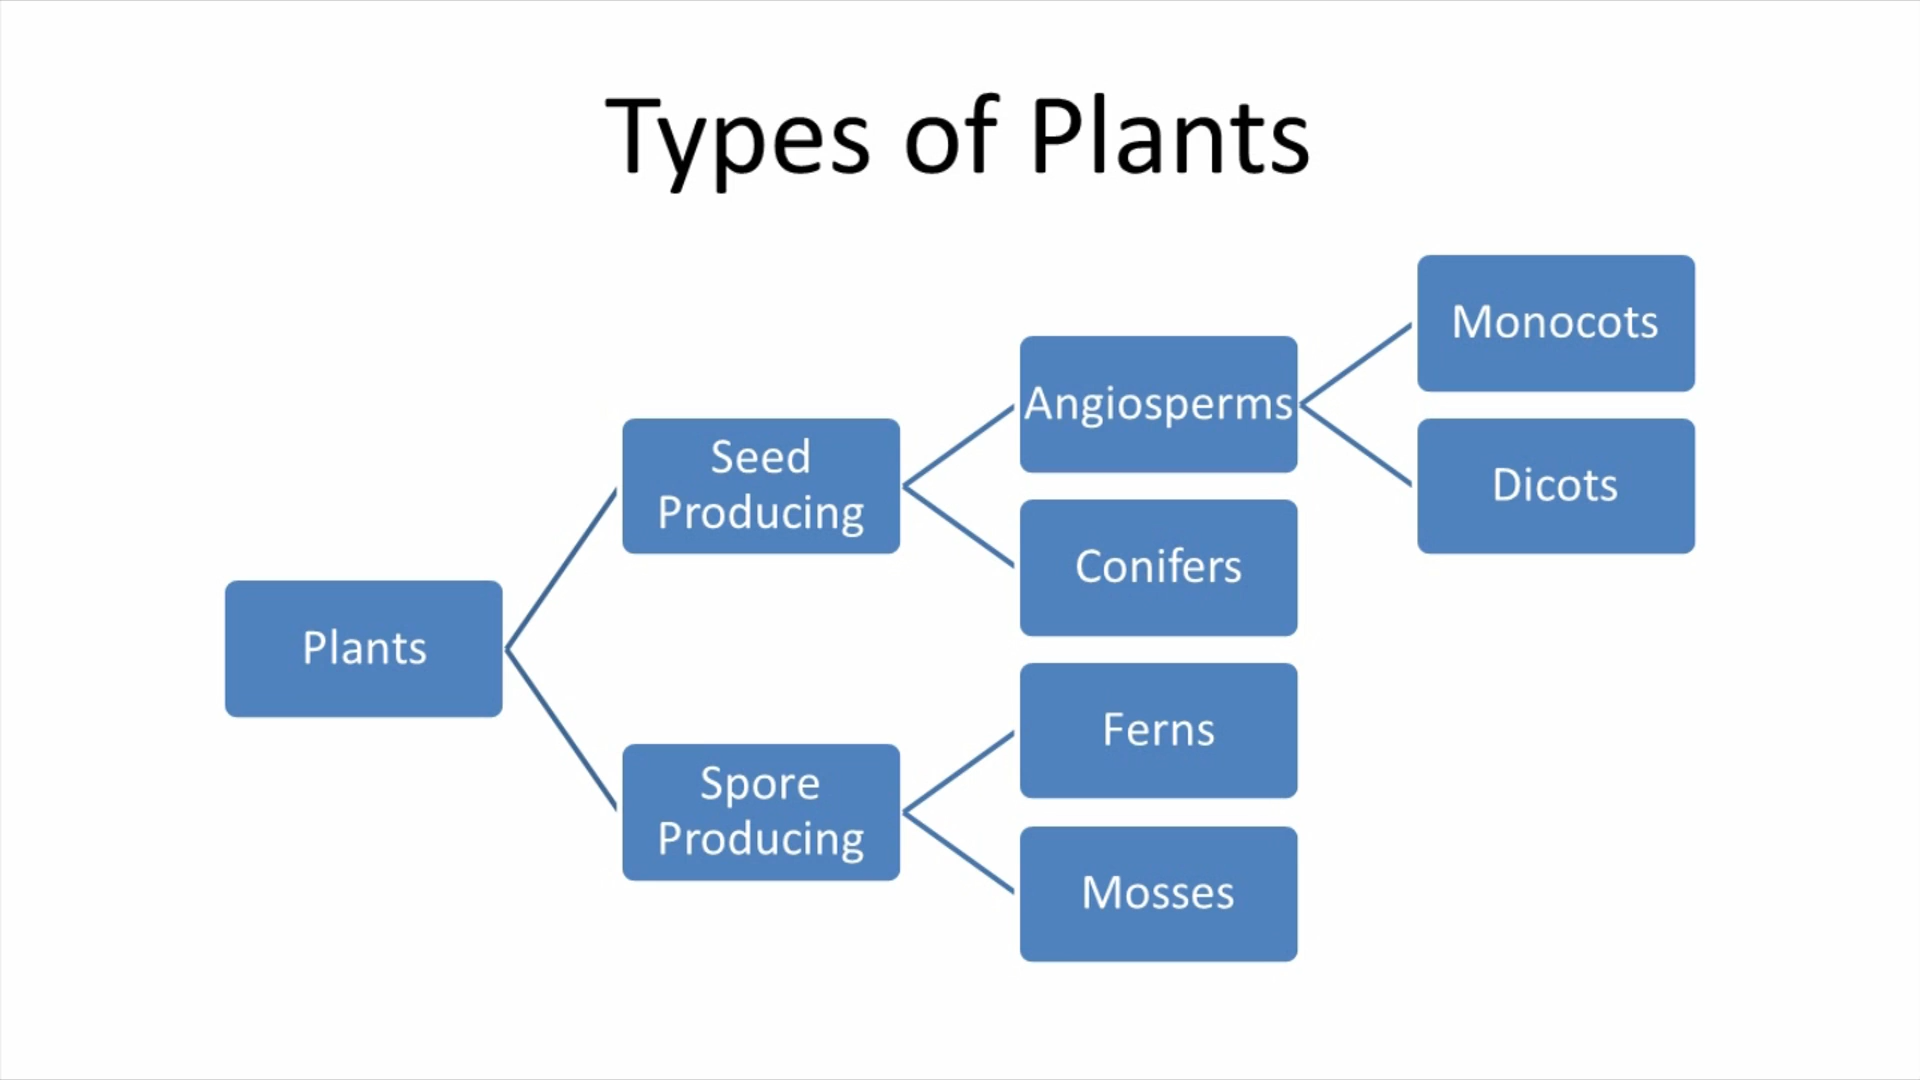 Types of Plants
Plants
Seed
Producing
Spore
Producing
Angiosperms
Conifers
Ferns
Mosses
Monocots
Dicots